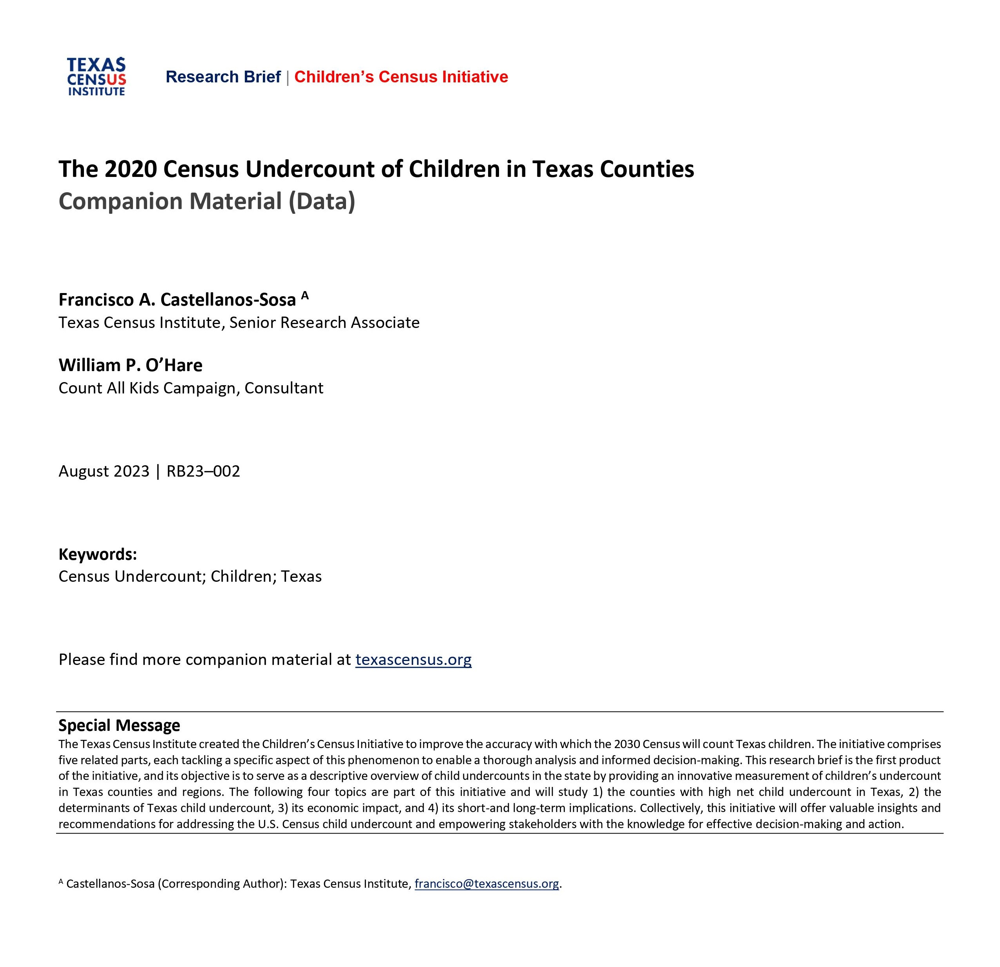 TEXAS
CENSUS
INSTITUTE
Research Brief | Children’s Census Initiative
The 2020 Census Undercount of Children in Texas Counties
Companion Material (Data)
Francisco A. Castellanos-Sosa A
Texas Census Institute, Senior Research Associate
William P. O’Hare
Count All Kids Campaign, Consultant
August 2023 | RB23–002
Keywords:
Census Undercount; Children; Texas
Please find more companion material at texascensus.org
Special Message
The Texas Census Institute created the Children’s Census Initiative to improve the accuracy with which the 2030 Census will count Texas children. The initiative comprises
five related parts, each tackling a specific aspect of this phenomenon to enable a thorough analysis and informed decision-making. This research brief is the first product
of the initiative, and its objective is to serve as a descriptive overview of child undercounts in the state by providing an innovative measurement of children’s undercount
in Texas counties and regions. The following four topics are part of this initiative and will study 1) the counties with high net child undercount in Texas, 2) the
determinants of Texas child undercount, 3) its economic impact, and 4) its short-and long-term implications. Collectively, this initiative will offer valuable insights and
recommendations for addressing the U.S. Census child undercount and empowering stakeholders with the knowledge for effective decision-making and action.
A Castellanos-Sosa (Corresponding Author): Texas Census Institute, francisco@texascensus.org.